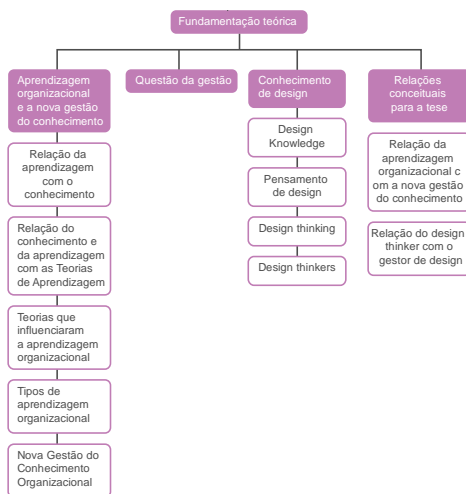 Fundamentação teórica
Aprendizagem
organizacional
e a nova gestão
do conhecimento
Relação da
aprendizagem
com o
conhecimento
Relação do
conhecimento e
da aprendizagem
com as Teorias
de Aprendizagem
Teorias que
influenciaram
a aprendizagem
organizacional
Tipos de
aprendizagem
organizacional
Nova Gestão do
Conhecimento
Organizacional
Questão da gestão
Conhecimento
de design
Design
Knowledge
Pensamento
de design
Design thinking
Design thinkers
Relações
conceituais
para a tese
Relação da
aprendizagem
organizacional c
om a nova gestão
do conhecimento
Relação do design
thinker com o
gestor de design